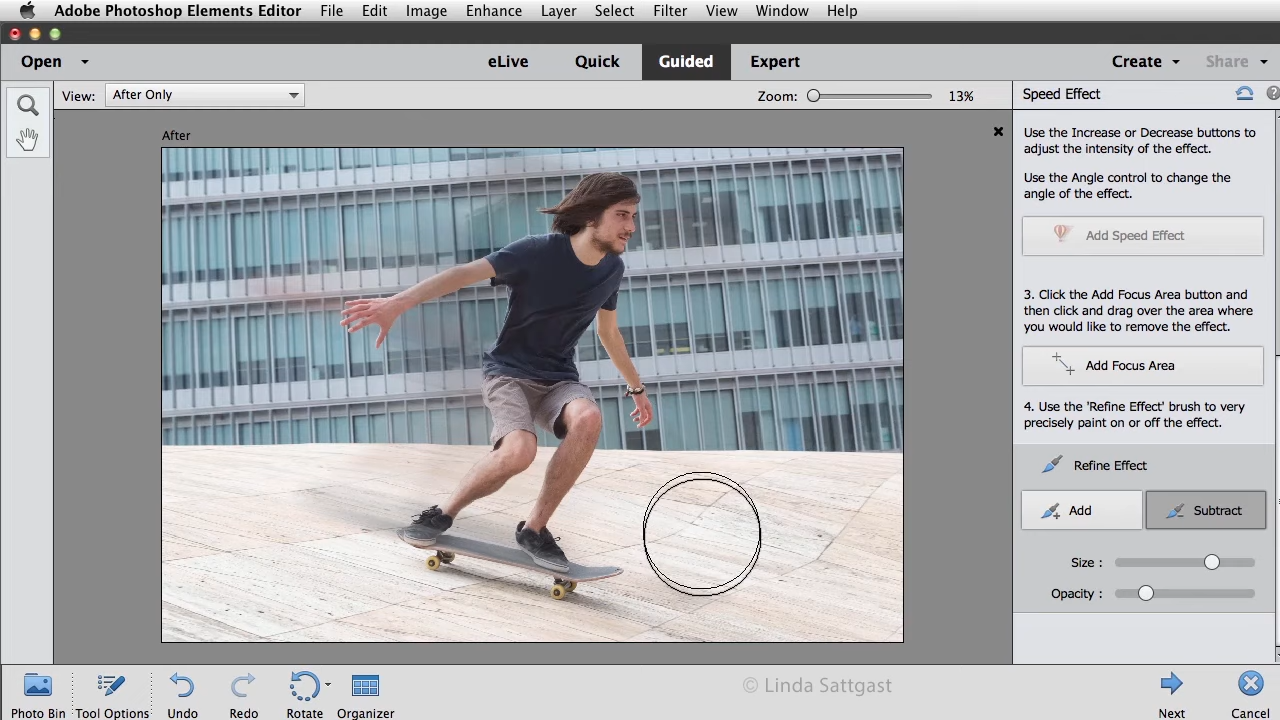 Adobe Photoshop Elements Editor File Edit Image Enhance Layer Select Filter View Window Help
Open eLive Quick Guided Expert Create Share
View: After Only Zoom: 13% Speed Effect ?
After
Use the Increase or Decrease buttons to
adjust the intensity of the effect.
Use the Angle control to change the
angle of the effect.
Add Speed Effect
3. Click the Add Focus Area button and
then click and drag over the area where
you would like to remove the effect.
Add Focus Area
4. Use the 'Refine Effect' brush to very
precisely paint on or off the effect.
Refine Effect
Add Subtract
Size :
Opacity :
© Linda Sattgast
Photo Bin Tool Options Undo Redo Rotate Organizer Next Cancel